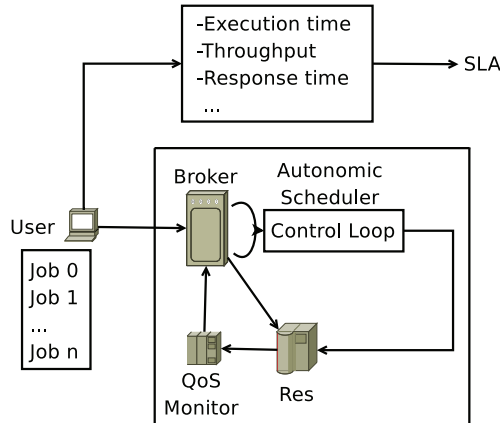 -Execution time
-Throughput
-Response time
...
SLA
Broker
Autonomic
Scheduler
User
Control Loop
Job 0
Job 1
...
Job n
QoS
Monitor
Res